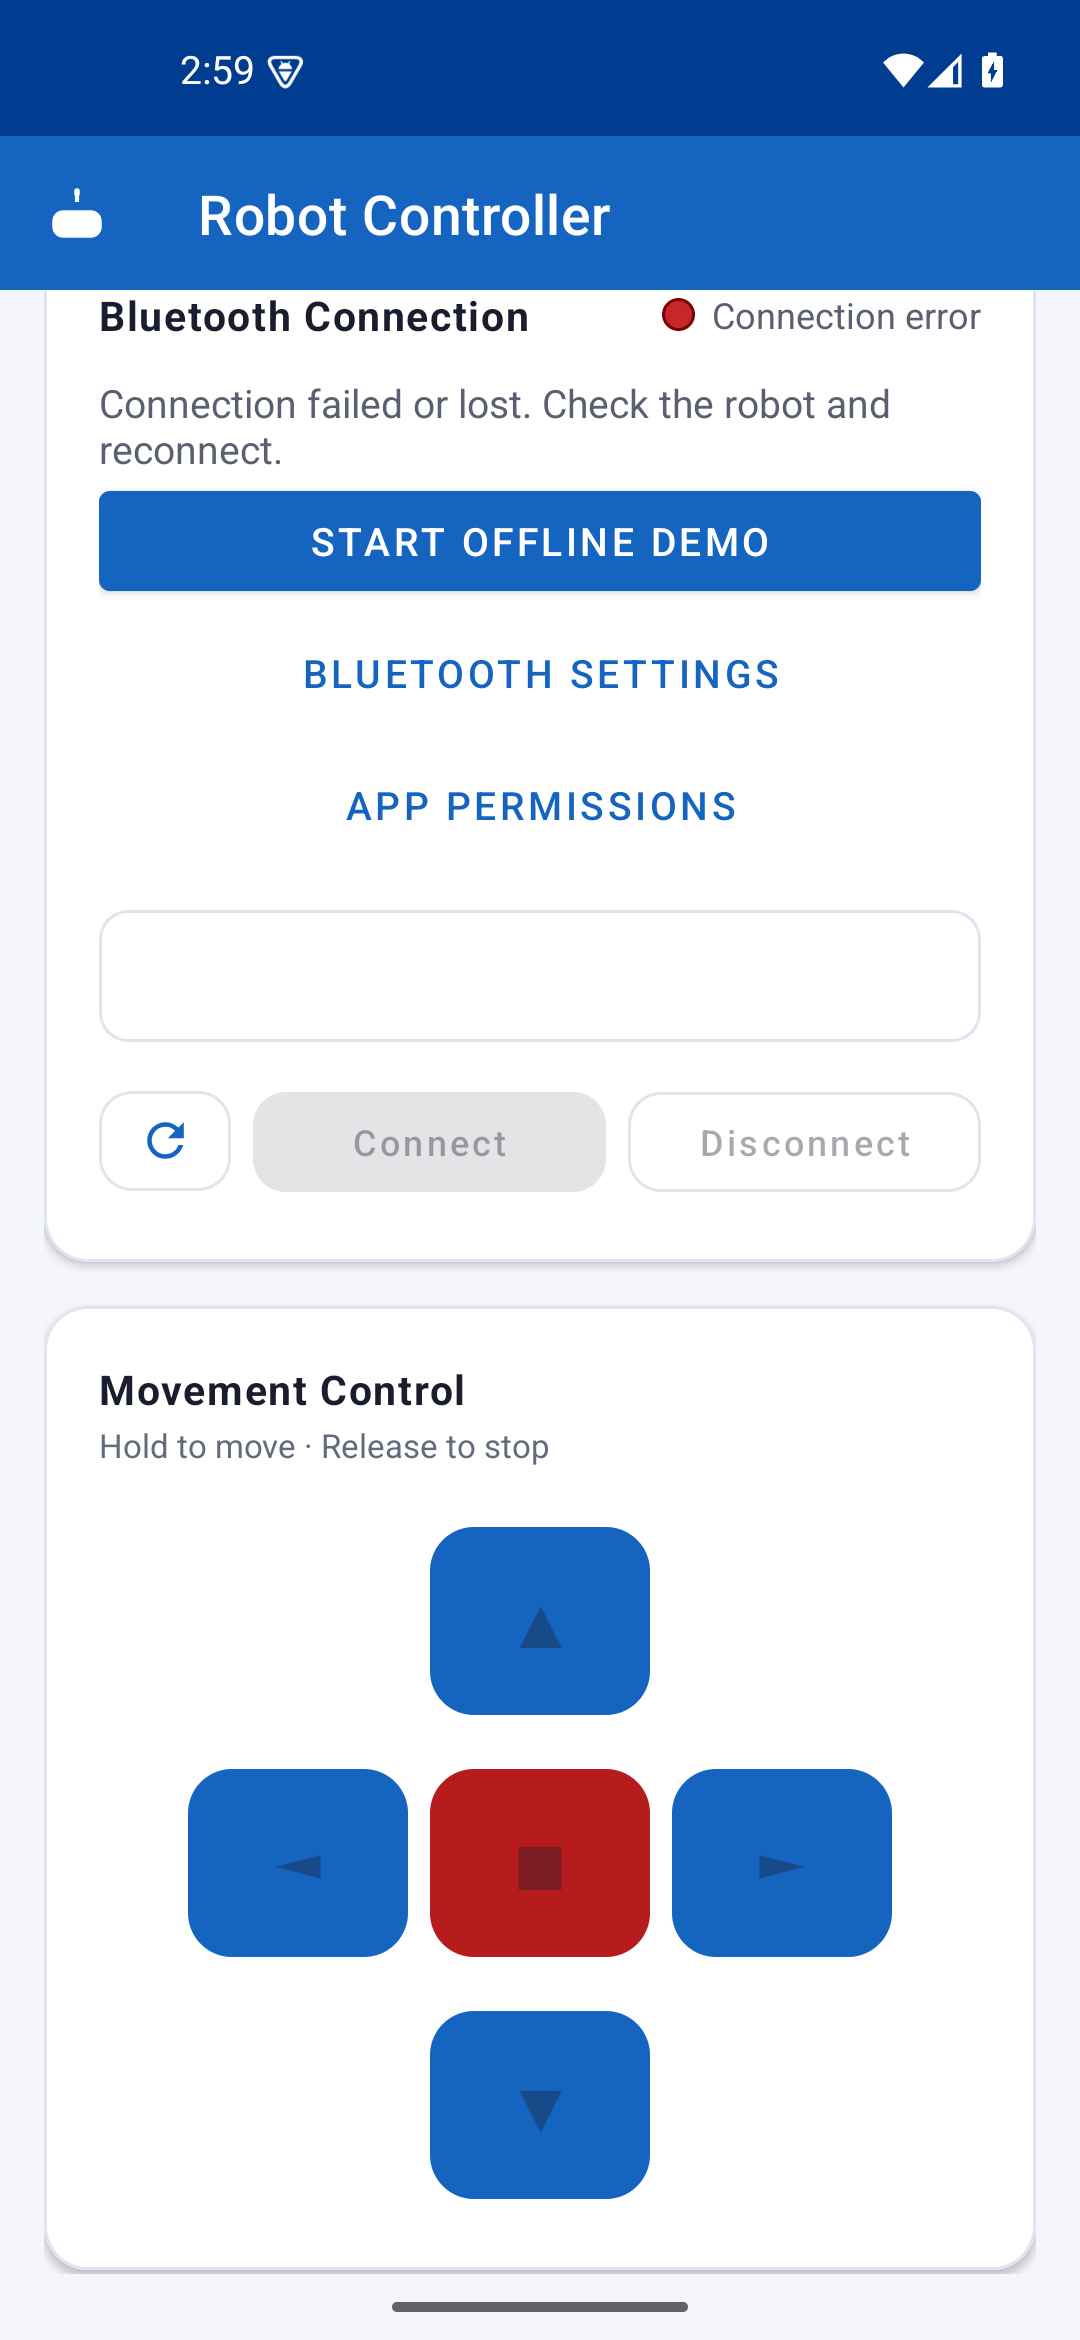 2:59
Robot Controller
Bluetooth Connection
Connection error
Connection failed or lost. Check the robot and
reconnect.
START OFFLINE DEMO
BLUETOOTH SETTINGS
APP PERMISSIONS
Connect
Disconnect
Movement Control
Hold to move · Release to stop
▲
◄
■
►
▼